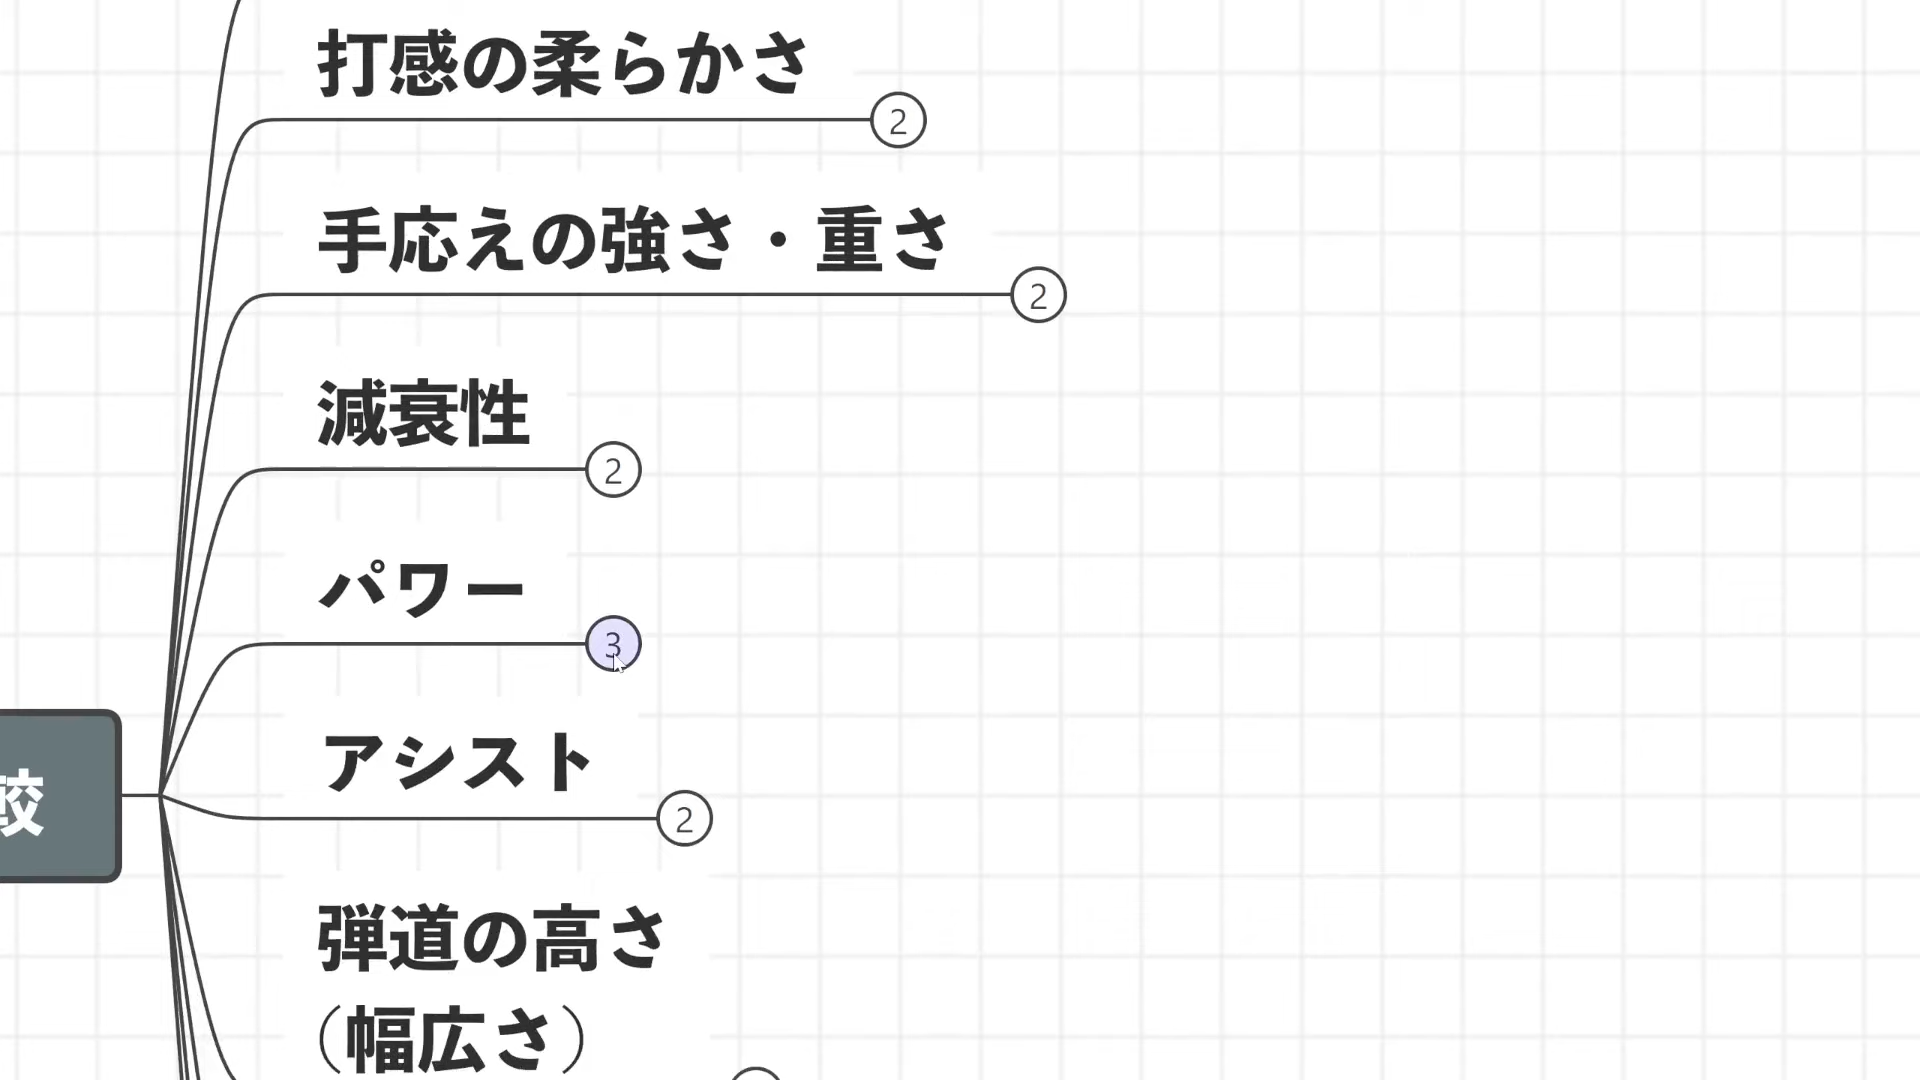 打感の柔らかさ
2
手応えの強さ・重さ
2
減衰性
2
パワー
3
アシスト
2
較
弾道の高さ
（幅広さ）